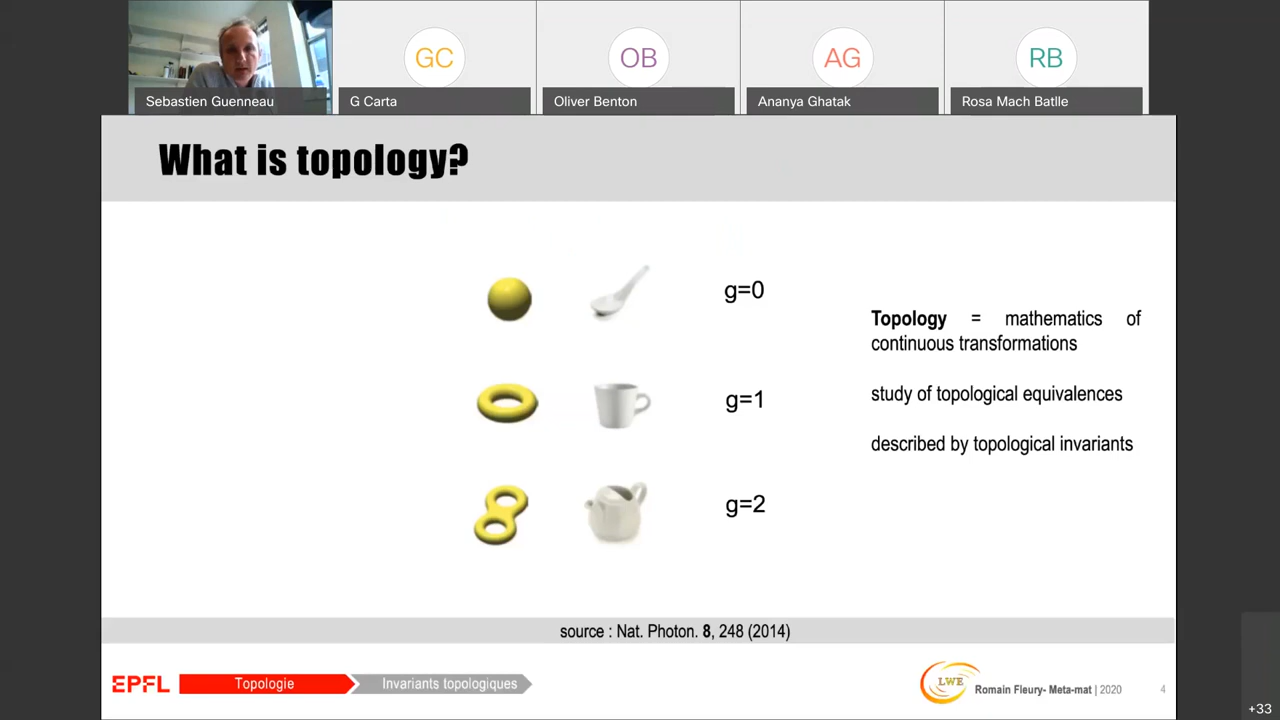 GC
OB
AG
RB
Sebastien Guenneau
G Carta
Oliver Benton
Ananya Ghatak
Rosa Mach Batlle
What is topology?
g=0
Topology = mathematics of
continuous transformations
g=1
study of topological equivalences
described by topological invariants
g=2
source : Nat. Photon. 8, 248 (2014)
EPFL
Topologie
Invariants topologiques
LWE
Romain Fleury- Meta-mat | 2020
4
+33